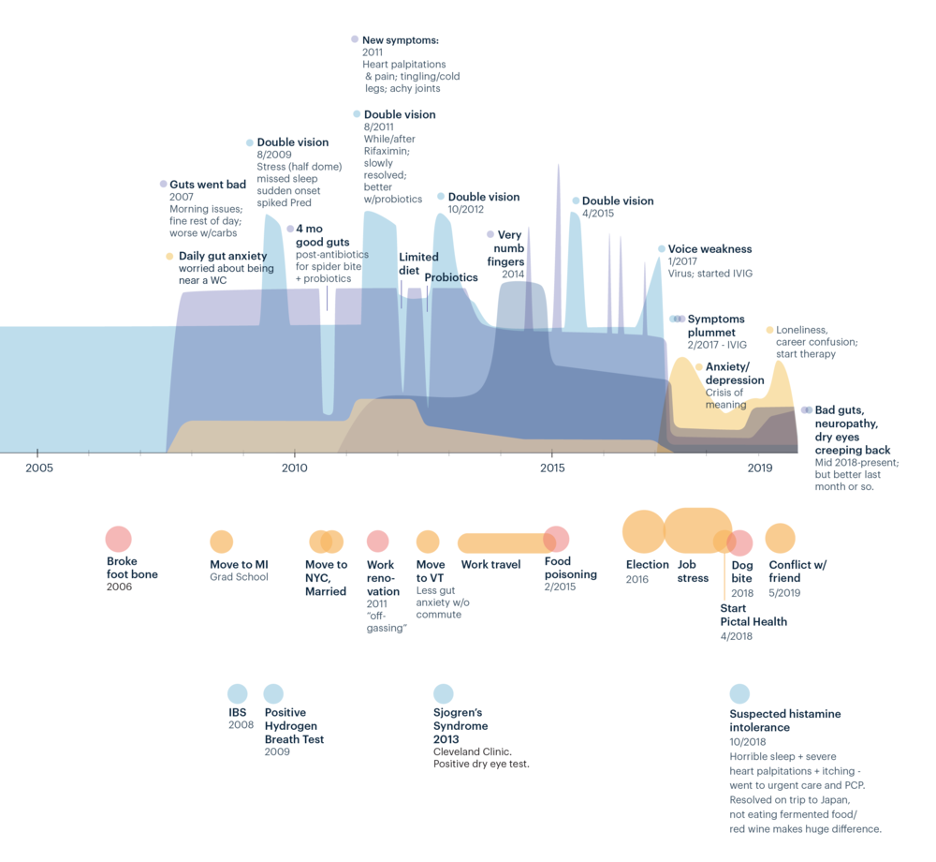 New symptoms:
2011
Heart palpitations
& pain; tingling/cold
legs; achy joints
Double vision
8/2011
While/after
Rifaximin;
slowly
resolved;
better
w/probiotics
Double vision
8/2009
Stress (half dome)
missed sleep
sudden onset
spiked Pred
Guts went bad
2007
Morning issues;
fine rest of day;
worse w/carbs
Daily gut anxiety
worried about being
near a WC
4 mo
good guts
post-antibiotics
for spider bite
+ probiotics
Limited
diet
Probiotics
Double vision
10/2012
Very
numb
fingers
2014
Double vision
4/2015
Voice weakness
1/2017
Virus; started IVIG
Symptoms
plummet
2/2017 - IVIG
Anxiety/
depression
Crisis of
meaning
Loneliness,
career confusion;
start therapy
Bad guts,
neuropathy,
dry eyes
creeping back
Mid 2018-present;
but better last
month or so.
2005
2010
2015
2019
Broke
foot bone
2006
Move to MI
Grad School
Move to
NYC,
Married
Work
reno-
vation
2011
“off-
gassing”
Move
to VT
Less gut
anxiety w/o
commute
Work travel
Food
poisoning
2/2015
Election
2016
Job
stress
Dog
bite
2018
Start
Pictal Health
4/2018
Conflict w/
friend
5/2019
IBS
2008
Positive
Hydrogen
Breath Test
2009
Sjogren’s
Syndrome
2013
Cleveland Clinic.
Positive dry eye test.
Suspected histamine
intolerance
10/2018
Horrible sleep + severe
heart palpitations + itching -
went to urgent care and PCP.
Resolved on trip to Japan,
not eating fermented food/
red wine makes huge difference.